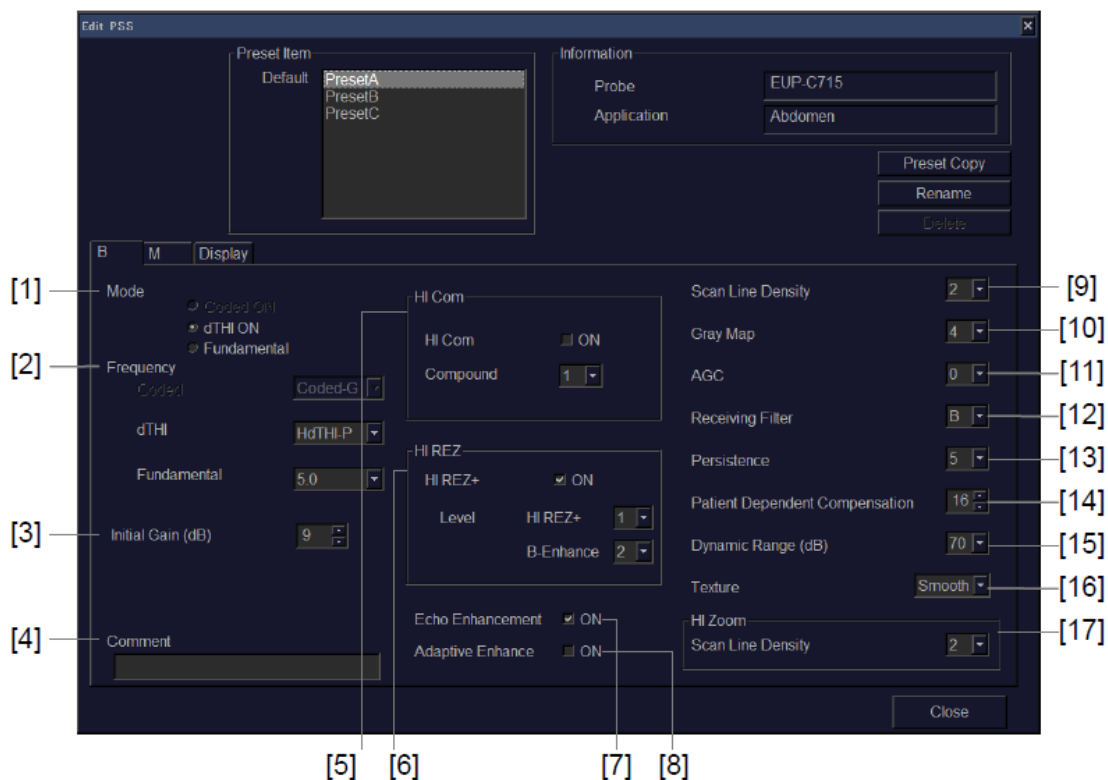 Edit PSS
Preset Item
Default
PresetA
PresetB
PresetC
Information
Probe EUP-C715
Application Abdomen
Preset Copy
Rename
Delete
B M Display
[1] Mode
Coded ON
dTHI ON
Fundamental
[2] Frequency
Coded Coded-G
dTHI HdTHI-P
Fundamental 5.0
[3] Initial Gain (dB) 9
[4] Comment
HI Com
HI Com ON
Compound 1
HI REZ
HI REZ+ ON
Level HI REZ+ 1
B-Enhance 2
Echo Enhancement ON
Adaptive Enhance ON
Scan Line Density 2 [9]
Gray Map 4 [10]
AGC 0 [11]
Receiving Filter B [12]
Persistence 5 [13]
Patient Dependent Compensation 16 [14]
Dynamic Range (dB) 70 [15]
Texture Smooth [16]
HI Zoom [17]
Scan Line Density 2
Close
[5] [6] [7] [8]